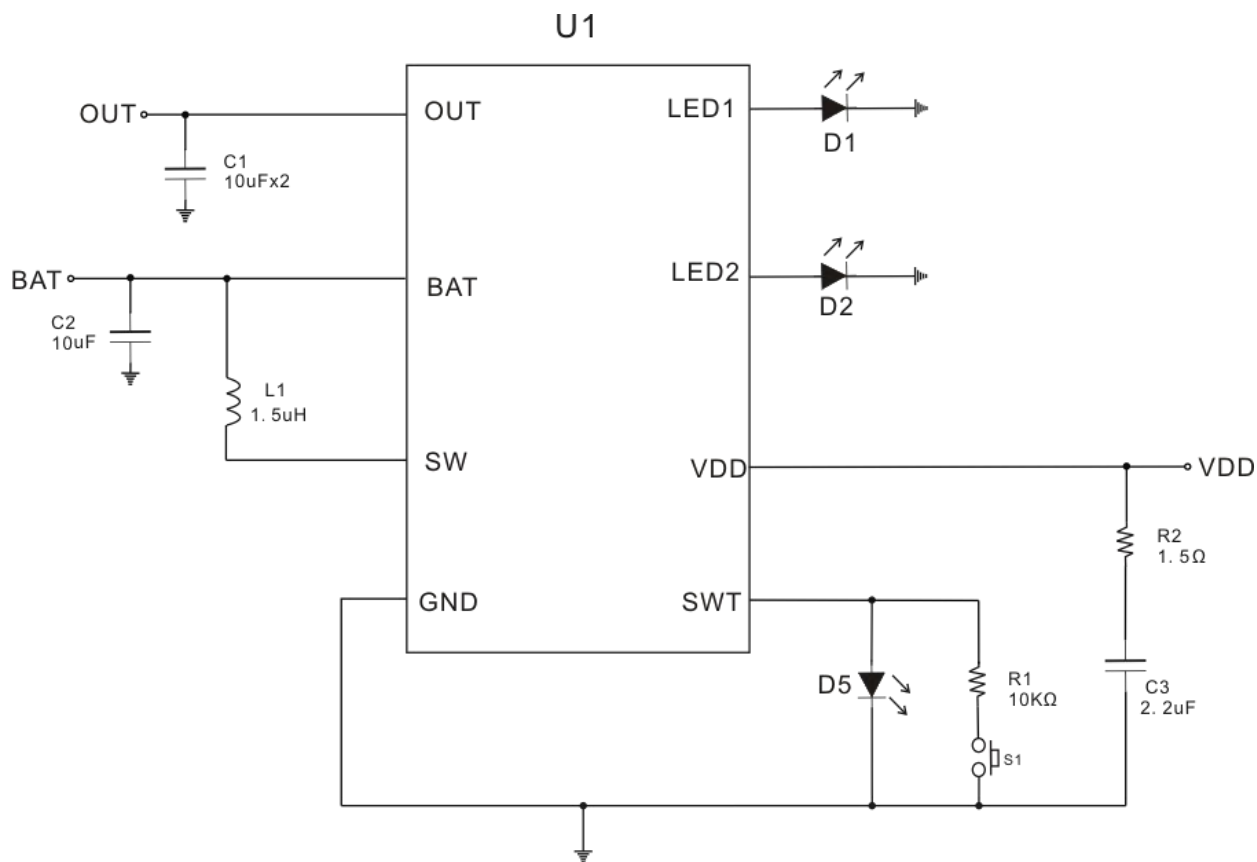 U1
OUT
OUT
LED1
C1
10uFx2
D1
BAT
BAT
LED2
C2
10uF
D2
L1
1.5uH
SW
VDD
VDD
R2
1.5Ω
GND
SWT
D5
R1
10KΩ
C3
2.2uF
S1